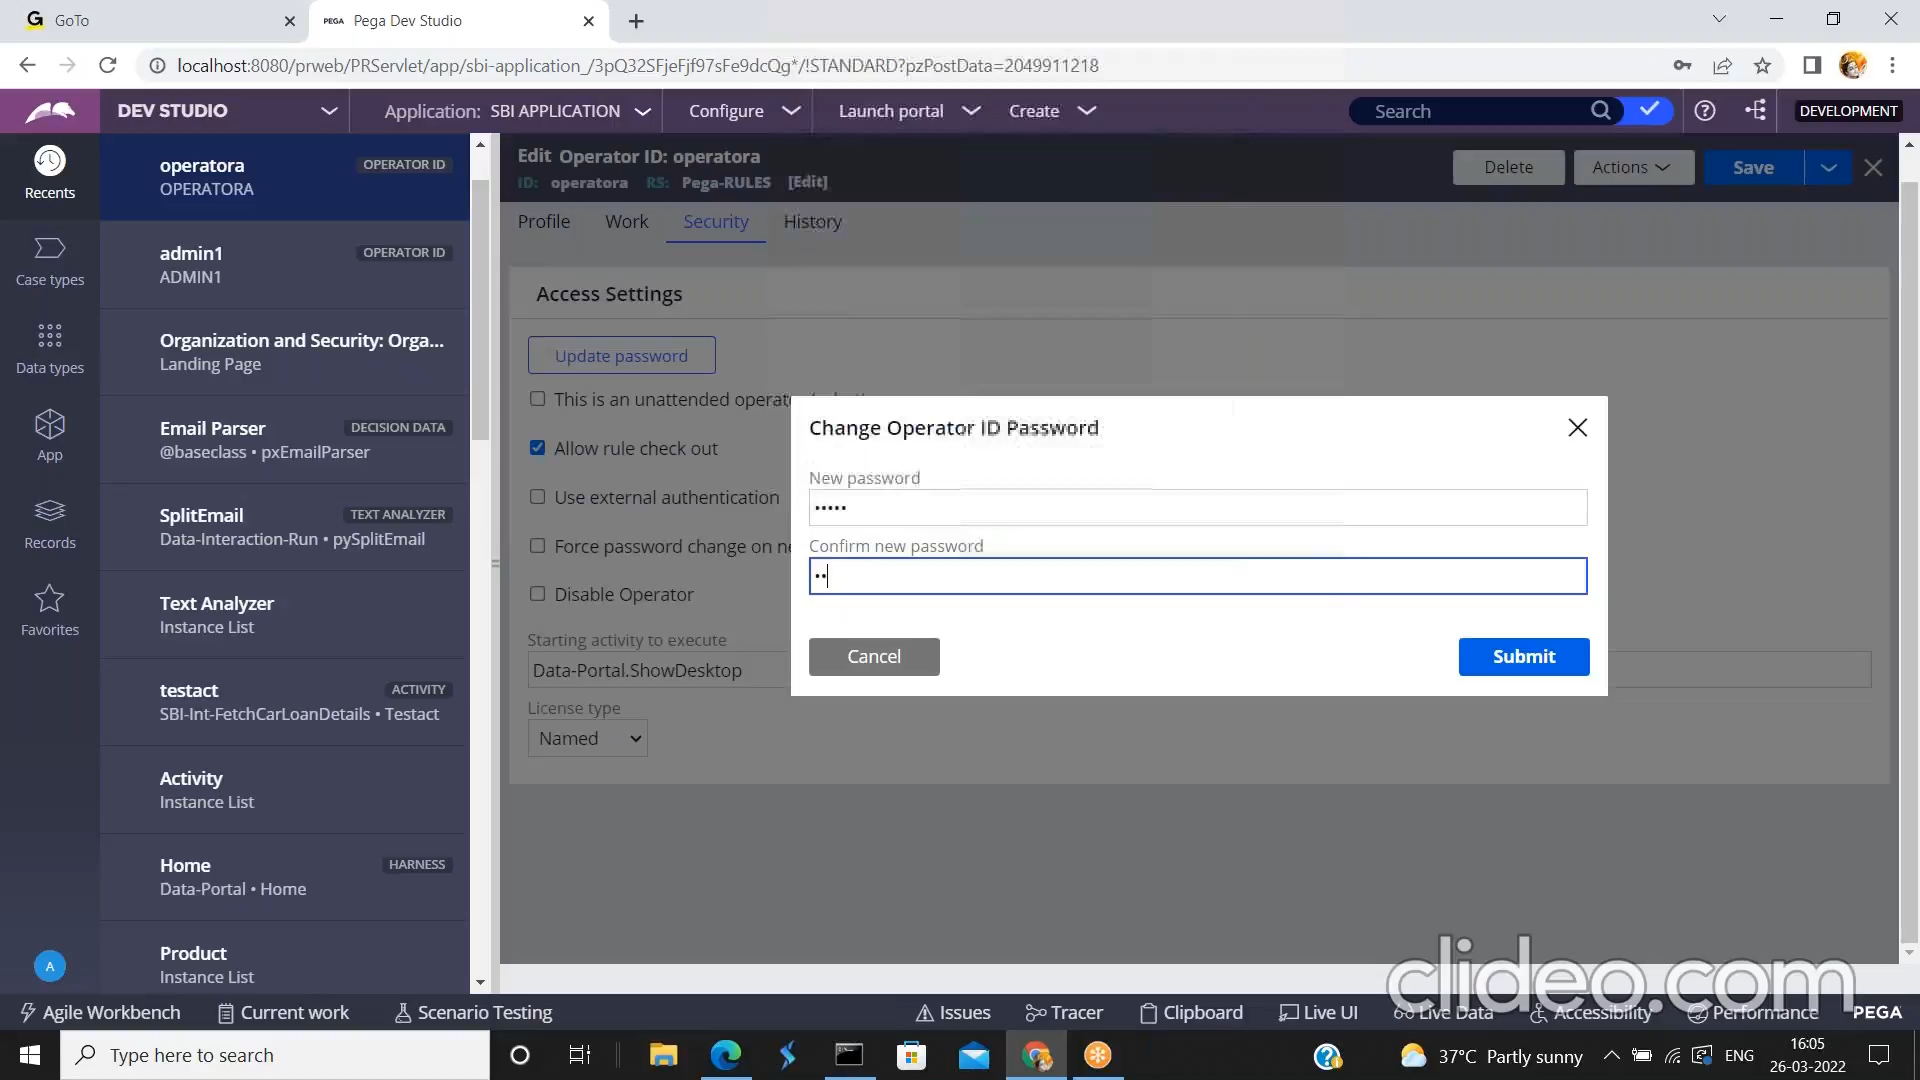 G GoTo
PEGA Pega Dev Studio
localhost:8080/prweb/PRServlet/app/sbi-application_/3pQ32SFjeFjf97sFe9dcQg*/!STANDARD?pzPostData=2049911218
DEV STUDIO
Application: SBI APPLICATION
Configure
Launch portal
Create
Search
DEVELOPMENT
Recents
Case types
Data types
App
Records
Favorites
A
operatora OPERATOR ID
OPERATORA
admin1 OPERATOR ID
ADMIN1
Organization and Security: Orga...
Landing Page
Email Parser DECISION DATA
@baseclass • pxEmailParser
SplitEmail TEXT ANALYZER
Data-Interaction-Run • pySplitEmail
Text Analyzer
Instance List
testact ACTIVITY
SBI-Int-FetchCarLoanDetails • Testact
Activity
Instance List
Home HARNESS
Data-Portal • Home
Product
Instance List
Edit Operator ID: operatora
ID: operatora RS: Pega-RULES [Edit]
Delete
Actions
Save
Profile Work Security History
Access Settings
Update password
This is an unattended operat
Allow rule check out
Use external authentication
Force password change on ne
Disable Operator
Starting activity to execute
Data-Portal.ShowDesktop
License type
Named
Change Operator ID Password
New password
•••••
Confirm new password
••
Cancel
Submit
clideo.com
Agile Workbench Current work Scenario Testing Issues Tracer Clipboard Live UI Live Data Accessibility Performance PEGA
Type here to search
37°C Partly sunny
ENG
16:05
26-03-2022